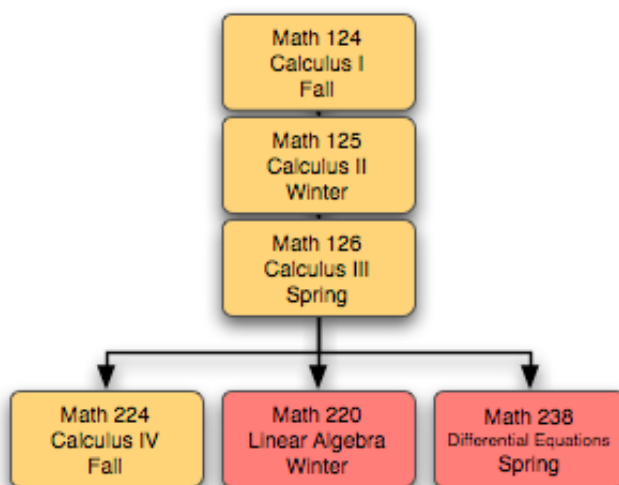 Math 124
Calculus I
Fall
Math 125
Calculus II
Winter
Math 126
Calculus III
Spring
Math 224
Calculus IV
Fall
Math 220
Linear Algebra
Winter
Math 238
Differential Equations
Spring